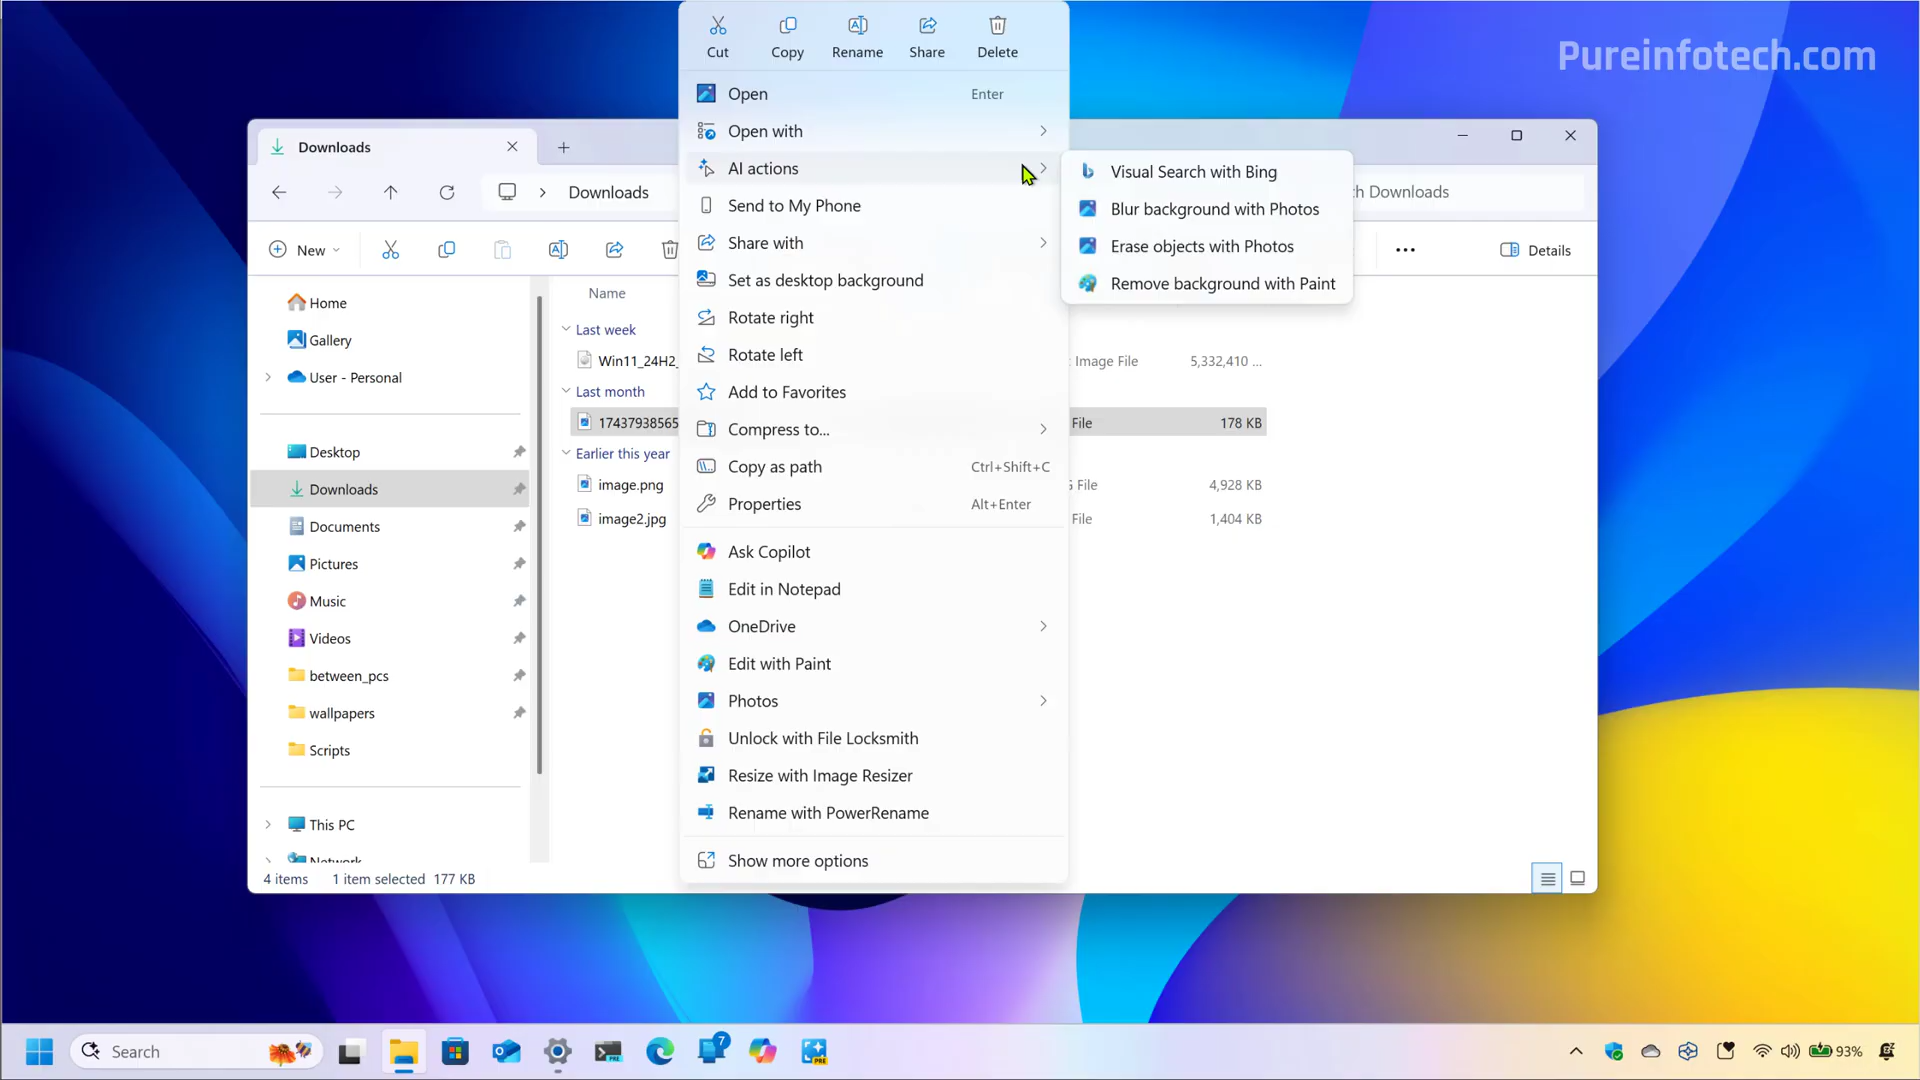 Pureinfotech.com
Cut Copy Rename Share Delete
Open Enter
Open with
AI actions
Send to My Phone
Share with
Set as desktop background
Rotate right
Rotate left
Add to Favorites
Compress to...
Copy as path Ctrl+Shift+C
Properties Alt+Enter
Ask Copilot
Edit in Notepad
OneDrive
Edit with Paint
Photos
Unlock with File Locksmith
Resize with Image Resizer
Rename with PowerRename
Show more options
Visual Search with Bing
Blur background with Photos
Erase objects with Photos
Remove background with Paint
Downloads
Downloads
h Downloads
New
Details
Home
Gallery
User - Personal
Desktop
Downloads
Documents
Pictures
Music
Videos
between_pcs
wallpapers
Scripts
This PC
Network
Name
Last week
Win11_24H2_ Image File 5,332,410 ...
Last month
17437938565 File 178 KB
Earlier this year
image.png G File 4,928 KB
image2.jpg File 1,404 KB
4 items 1 item selected 177 KB
Search
PRE
7
PRE
93%